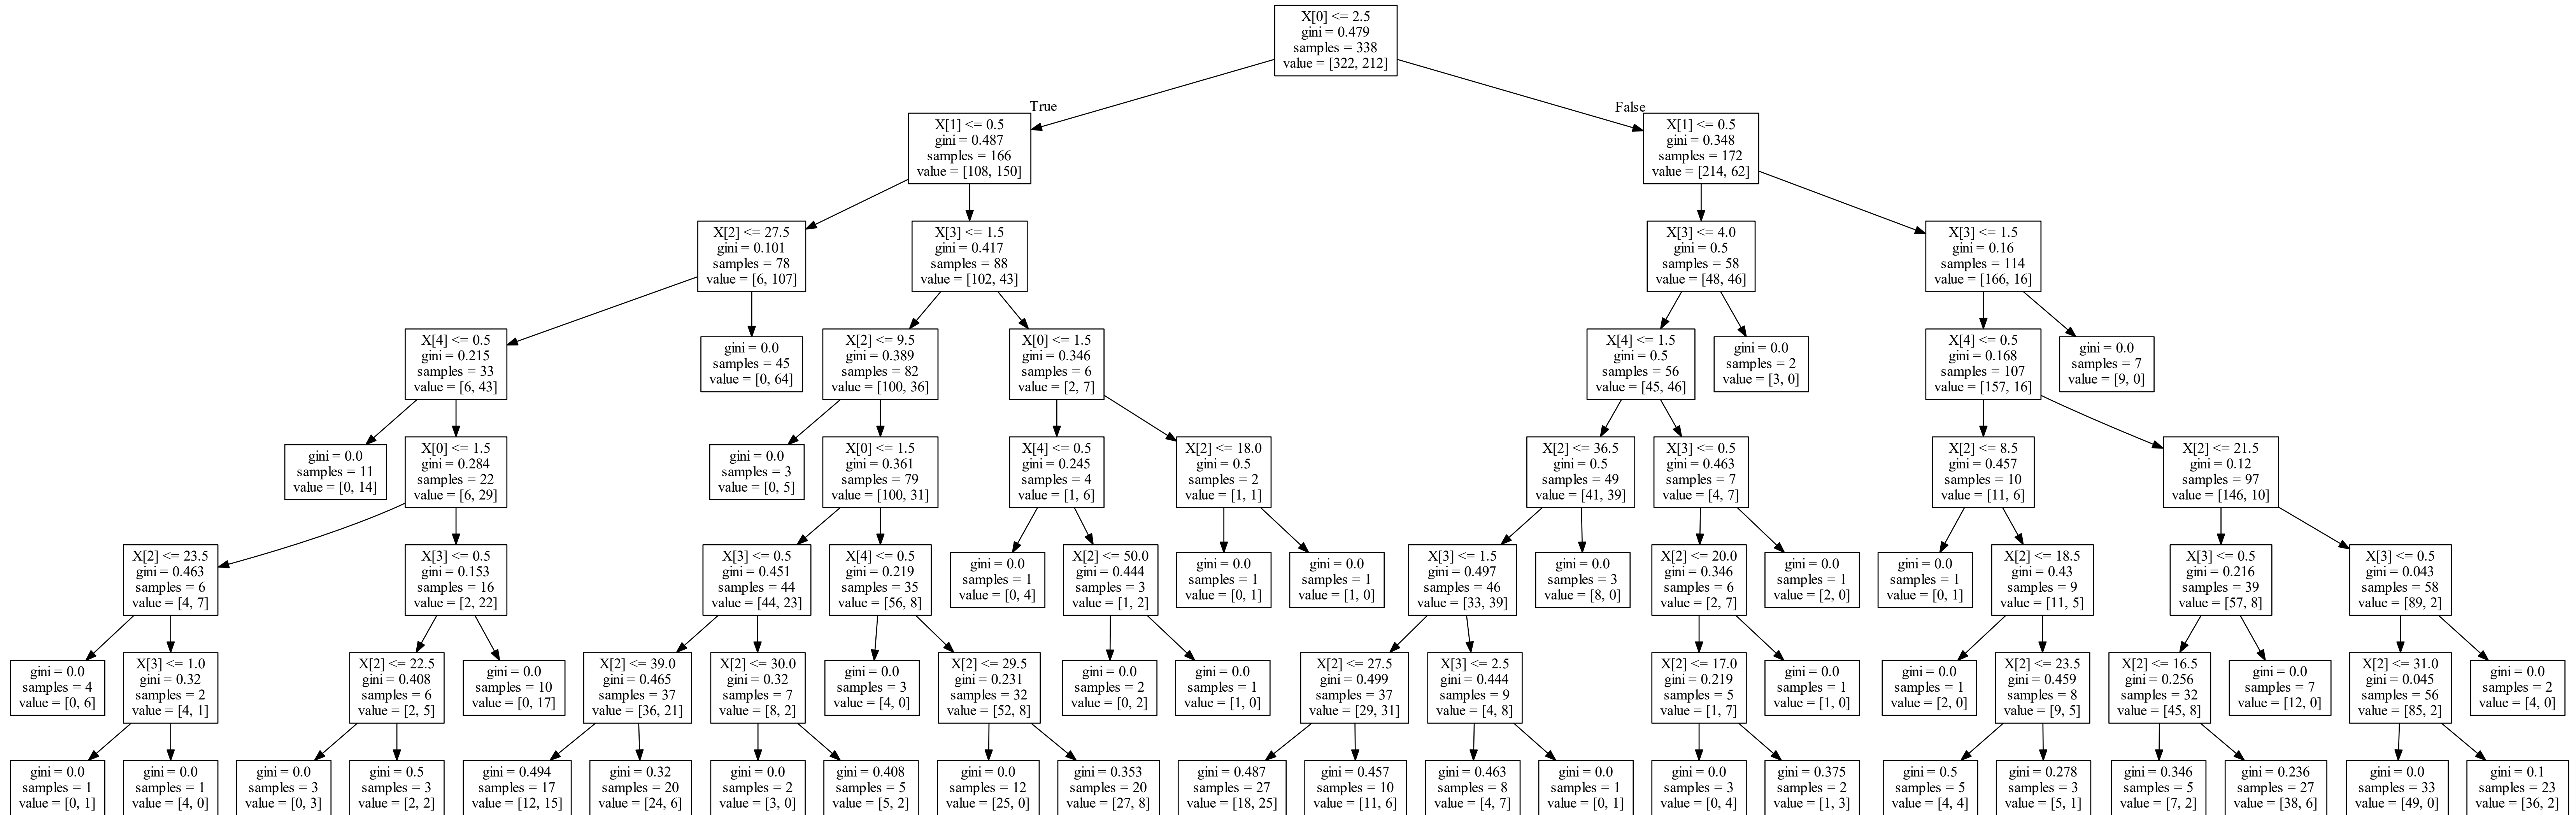 X[0] <= 2.5
gini = 0.479
samples = 338
value = [322, 212]
True
False
X[1] <= 0.5
gini = 0.487
samples = 166
value = [108, 150]
X[1] <= 0.5
gini = 0.348
samples = 172
value = [214, 62]
X[2] <= 27.5
gini = 0.101
samples = 78
value = [6, 107]
X[3] <= 1.5
gini = 0.417
samples = 88
value = [102, 43]
X[3] <= 4.0
gini = 0.5
samples = 58
value = [48, 46]
X[3] <= 1.5
gini = 0.16
samples = 114
value = [166, 16]
X[4] <= 0.5
gini = 0.215
samples = 33
value = [6, 43]
gini = 0.0
samples = 45
value = [0, 64]
X[2] <= 9.5
gini = 0.389
samples = 82
value = [100, 36]
X[0] <= 1.5
gini = 0.346
samples = 6
value = [2, 7]
X[4] <= 1.5
gini = 0.5
samples = 56
value = [45, 46]
gini = 0.0
samples = 2
value = [3, 0]
X[4] <= 0.5
gini = 0.168
samples = 107
value = [157, 16]
gini = 0.0
samples = 7
value = [9, 0]
gini = 0.0
samples = 11
value = [0, 14]
X[0] <= 1.5
gini = 0.284
samples = 22
value = [6, 29]
gini = 0.0
samples = 3
value = [0, 5]
X[0] <= 1.5
gini = 0.361
samples = 79
value = [100, 31]
X[4] <= 0.5
gini = 0.245
samples = 4
value = [1, 6]
X[2] <= 18.0
gini = 0.5
samples = 2
value = [1, 1]
X[2] <= 36.5
gini = 0.5
samples = 49
value = [41, 39]
X[3] <= 0.5
gini = 0.463
samples = 7
value = [4, 7]
X[2] <= 8.5
gini = 0.457
samples = 10
value = [11, 6]
X[2] <= 21.5
gini = 0.12
samples = 97
value = [146, 10]
X[2] <= 23.5
gini = 0.463
samples = 6
value = [4, 7]
X[3] <= 0.5
gini = 0.153
samples = 16
value = [2, 22]
X[3] <= 0.5
gini = 0.451
samples = 44
value = [44, 23]
X[4] <= 0.5
gini = 0.219
samples = 35
value = [56, 8]
gini = 0.0
samples = 1
value = [0, 4]
X[2] <= 50.0
gini = 0.444
samples = 3
value = [1, 2]
gini = 0.0
samples = 1
value = [0, 1]
gini = 0.0
samples = 1
value = [1, 0]
X[3] <= 1.5
gini = 0.497
samples = 46
value = [33, 39]
gini = 0.0
samples = 3
value = [8, 0]
X[2] <= 20.0
gini = 0.346
samples = 6
value = [2, 7]
gini = 0.0
samples = 1
value = [2, 0]
gini = 0.0
samples = 1
value = [0, 1]
X[2] <= 18.5
gini = 0.43
samples = 9
value = [11, 5]
X[3] <= 0.5
gini = 0.216
samples = 39
value = [57, 8]
X[3] <= 0.5
gini = 0.043
samples = 58
value = [89, 2]
gini = 0.0
samples = 4
value = [0, 6]
X[3] <= 1.0
gini = 0.32
samples = 2
value = [4, 1]
X[2] <= 22.5
gini = 0.408
samples = 6
value = [2, 5]
gini = 0.0
samples = 10
value = [0, 17]
X[2] <= 39.0
gini = 0.465
samples = 37
value = [36, 21]
X[2] <= 30.0
gini = 0.32
samples = 7
value = [8, 2]
gini = 0.0
samples = 3
value = [4, 0]
X[2] <= 29.5
gini = 0.231
samples = 32
value = [52, 8]
gini = 0.0
samples = 2
value = [0, 2]
gini = 0.0
samples = 1
value = [1, 0]
X[2] <= 27.5
gini = 0.499
samples = 37
value = [29, 31]
X[3] <= 2.5
gini = 0.444
samples = 9
value = [4, 8]
X[2] <= 17.0
gini = 0.219
samples = 5
value = [1, 7]
gini = 0.0
samples = 1
value = [1, 0]
gini = 0.0
samples = 1
value = [2, 0]
X[2] <= 23.5
gini = 0.459
samples = 8
value = [9, 5]
X[2] <= 16.5
gini = 0.256
samples = 32
value = [45, 8]
gini = 0.0
samples = 7
value = [12, 0]
X[2] <= 31.0
gini = 0.045
samples = 56
value = [85, 2]
gini = 0.0
samples = 2
value = [4, 0]
gini = 0.0
samples = 1
value = [0, 1]
gini = 0.0
samples = 1
value = [4, 0]
gini = 0.0
samples = 3
value = [0, 3]
gini = 0.5
samples = 3
value = [2, 2]
gini = 0.494
samples = 17
value = [12, 15]
gini = 0.32
samples = 20
value = [24, 6]
gini = 0.0
samples = 2
value = [3, 0]
gini = 0.408
samples = 5
value = [5, 2]
gini = 0.0
samples = 12
value = [25, 0]
gini = 0.353
samples = 20
value = [27, 8]
gini = 0.487
samples = 27
value = [18, 25]
gini = 0.457
samples = 10
value = [11, 6]
gini = 0.463
samples = 8
value = [4, 7]
gini = 0.0
samples = 1
value = [0, 1]
gini = 0.0
samples = 3
value = [0, 4]
gini = 0.375
samples = 2
value = [1, 3]
gini = 0.5
samples = 5
value = [4, 4]
gini = 0.278
samples = 3
value = [5, 1]
gini = 0.346
samples = 5
value = [7, 2]
gini = 0.236
samples = 27
value = [38, 6]
gini = 0.0
samples = 33
value = [49, 0]
gini = 0.1
samples = 23
value = [36, 2]